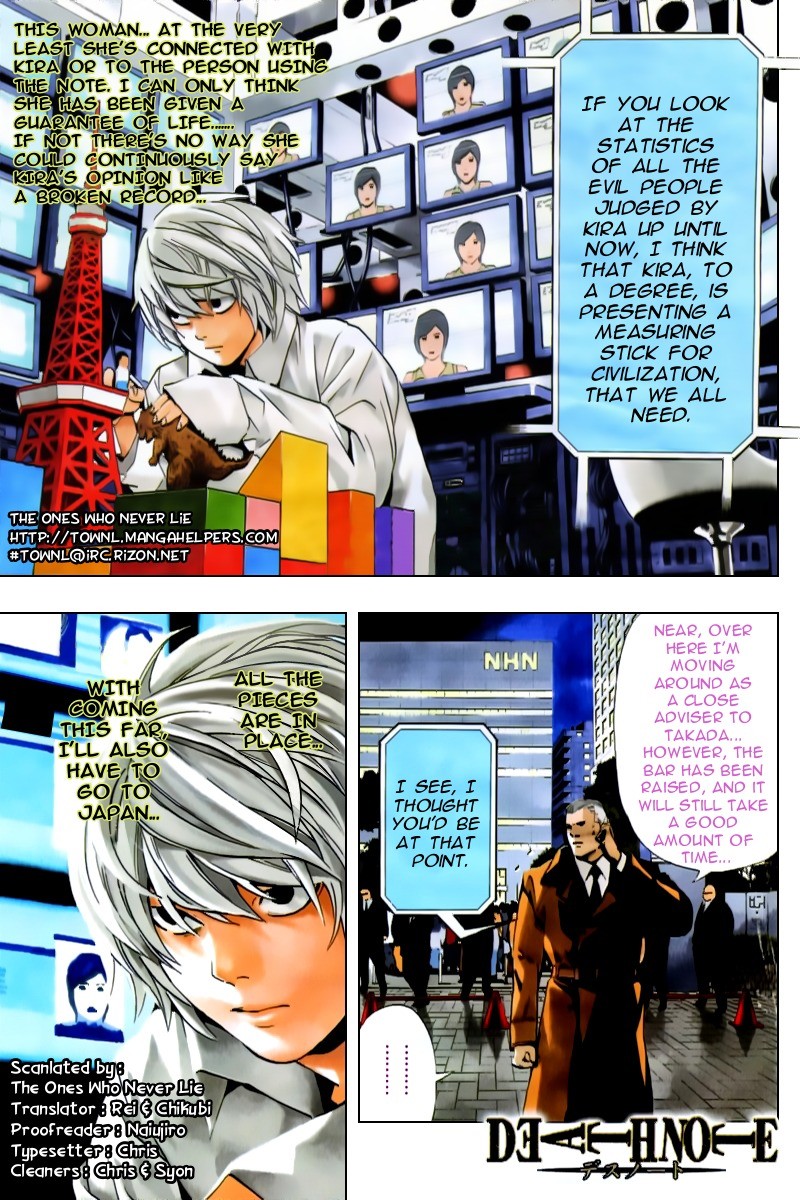 THIS WOMAN... AT THE VERY
LEAST SHE'S CONNECTED WITH
KIRA OR TO THE PERSON USING
THE NOTE. I CAN ONLY THINK
SHE HAS BEEN GIVEN A
GUARANTEE OF LIFE.......
IF NOT THERE'S NO WAY SHE
COULD CONTINUOUSLY SAY
KIRA'S OPINION LIKE
A BROKEN RECORD...
IF YOU LOOK
AT THE
STATISTICS
OF ALL THE
EVIL PEOPLE
JUDGED BY
KIRA UP UNTIL
NOW, I THINK
THAT KIRA, TO
A DEGREE, IS
PRESENTING A
MEASURING
STICK FOR
CIVILIZATION,
THAT WE ALL
NEED.
THE ONES WHO NEVER LiE
HTTP://TOWNL.MANGAHELPERS.COM
#TOWNL@iRC.RiZON.NET
ALL THE
PIECES
ARE IN
PLACE...
WITH
COMING
THIS FAR,
I'LL ALSO
HAVE TO
GO TO
JAPAN...
NHN
NEAR, OVER
HERE I'M
MOVING
AROUND AS
A CLOSE
ADVISER TO
TAKADA...
HOWEVER, THE
BAR HAS BEEN
RAISED, AND IT
WILL STILL TAKE
A GOOD
AMOUNT OF
TIME...
I SEE, I
THOUGHT
YOU'D BE
AT THAT
POINT.
Scanlated by :
The Ones Who Never Lie
Translator : Rei & Chikubi
Proofreader : Naiujiro
Typesetter : Chris
Cleaners : Chris & Syon
DEATHNOTE
デスノート